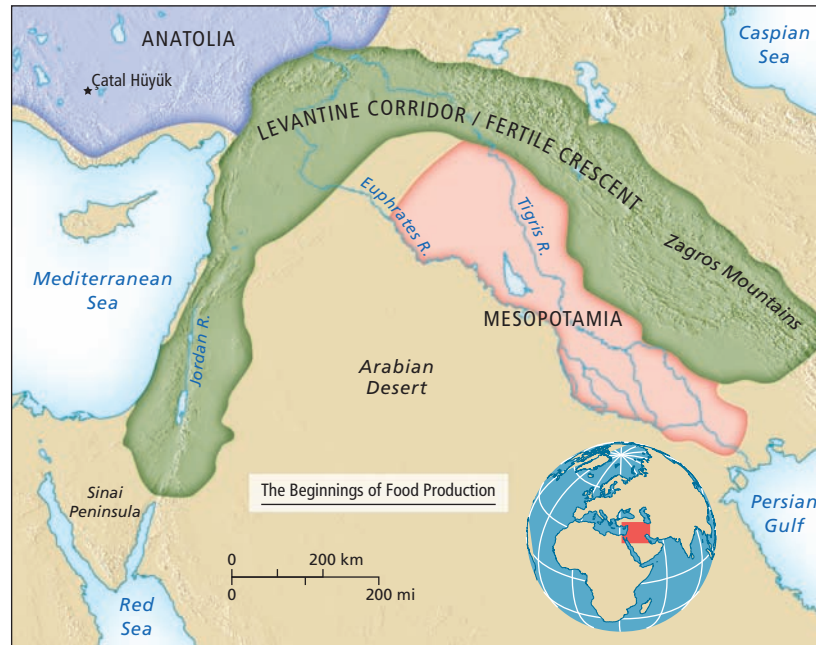 ANATOLIA
Caspian
Sea
Çatal Hüyük
LEVANTINE CORRIDOR / FERTILE CRESCENT
Euphrates R.
Tigris R.
Zagros Mountains
Mediterranean
Sea
MESOPOTAMIA
Jordan R.
Arabian
Desert
Sinai
Peninsula
The Beginnings of Food Production
Persian
Gulf
0 200 km
0 200 mi
Red
Sea